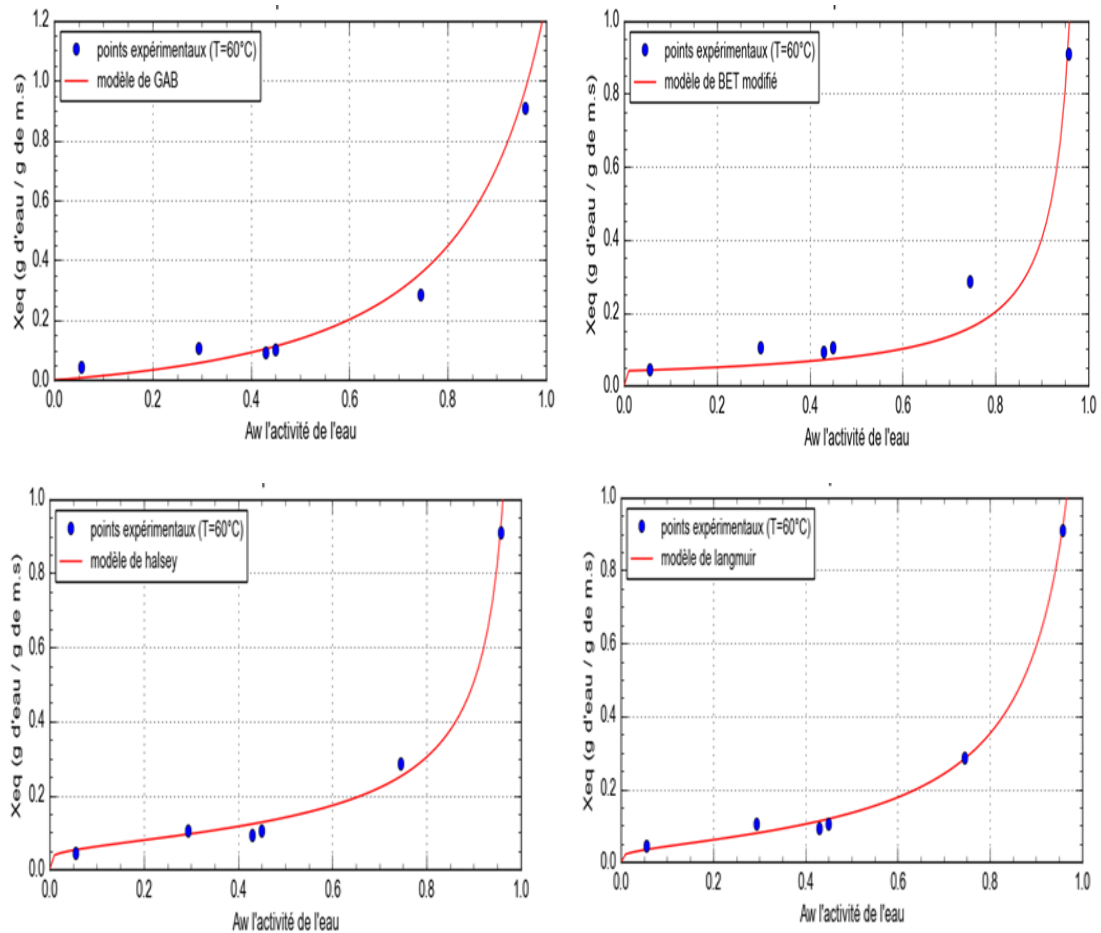 1.2
1.0
0.8
0.6
0.4
0.2
0.0
Xeq (g d'eau / g de m.s)
points expérimentaux (T=60°C)
modèle de GAB
0.0 0.2 0.4 0.6 0.8 1.0
Aw l'activité de l'eau
1.0
0.8
0.6
0.4
0.2
0.0
Xeq (g d'eau / g de m.s)
points expérimentaux (T=60°C)
modèle de BET modifié
0.0 0.2 0.4 0.6 0.8 1.0
Aw l'activité de l'eau
1.0
0.8
0.6
0.4
0.2
0.0
Xeq (g d'eau / g de m.s)
points expérimentaux (T=60°C)
modèle de halsey
0.0 0.2 0.4 0.6 0.8 1.0
Aw l'activité de l'eau
1.0
0.8
0.6
0.4
0.2
0.0
Xeq (g d'eau / g de m.s)
points expérimentaux (T=60°C)
modèle de langmuir
0.0 0.2 0.4 0.6 0.8 1.0
Aw l'activité de l'eau